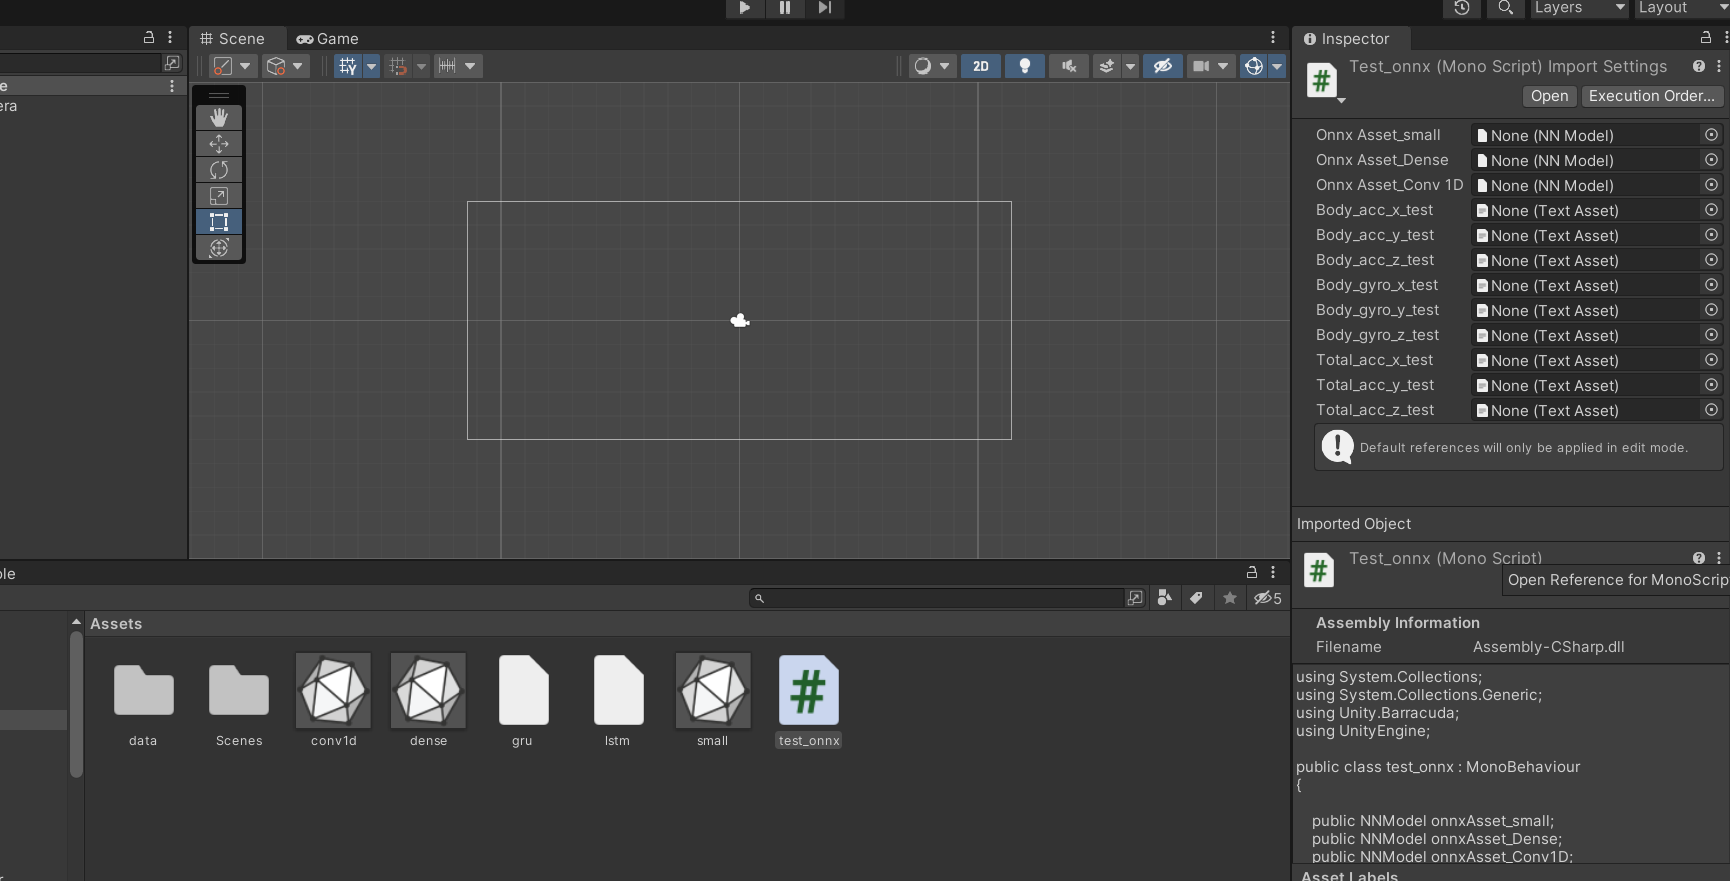 Layers
Layout
Scene
Game
Inspector
e
era
2D
Test_onnx (Mono Script) Import Settings
Open
Execution Order...
Onnx Asset_small
None (NN Model)
Onnx Asset_Dense
None (NN Model)
Onnx Asset_Conv 1D
None (NN Model)
Body_acc_x_test
None (Text Asset)
Body_acc_y_test
None (Text Asset)
Body_acc_z_test
None (Text Asset)
Body_gyro_x_test
None (Text Asset)
Body_gyro_y_test
None (Text Asset)
Body_gyro_z_test
None (Text Asset)
Total_acc_x_test
None (Text Asset)
Total_acc_y_test
None (Text Asset)
Total_acc_z_test
None (Text Asset)
Default references will only be applied in edit mode.
Imported Object
Test_onnx (Mono Script)
Open Reference for MonoScrip
Assembly Information
Filename
Assembly-CSharp.dll
using System.Collections;
using System.Collections.Generic;
using Unity.Barracuda;
using UnityEngine;
public class test_onnx : MonoBehaviour
{
public NNModel onnxAsset_small;
public NNModel onnxAsset_Dense;
public NNModel onnxAsset_Conv1D;
Asset Labels
ole
5
Assets
data
Scenes
conv1d
dense
gru
lstm
small
test_onnx